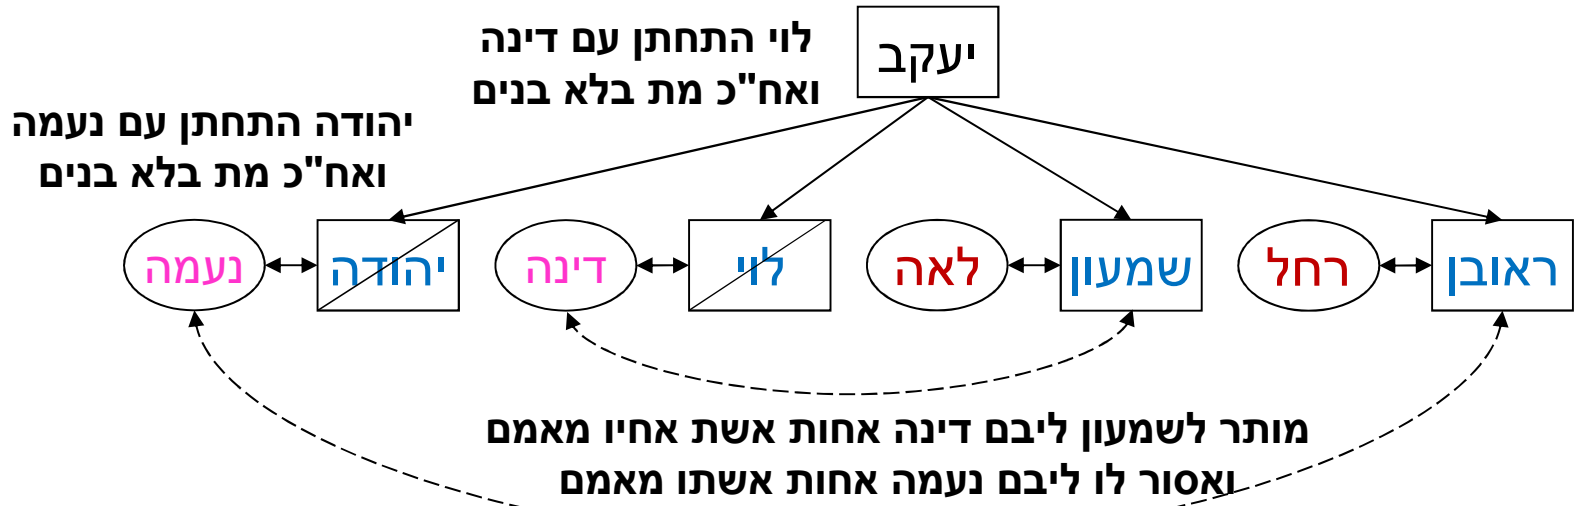 יעקב
לוי התחתן עם דינה
ואח"כ מת בלא בנים
יהודה התחתן עם נעמה
ואח"כ מת בלא בנים
ראובן
רחל
שמעון
לאה
לוי
דינה
יהודה
נעמה
מותר לשמעון ליבם דינה אחות אשת אחיו מאמם
ואסור לו ליבם נעמה אחות אשתו מאמם